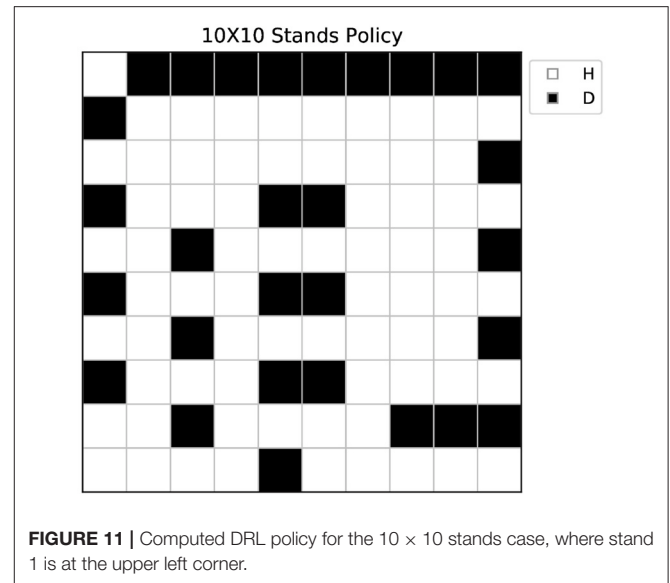 10X10 Stands Policy
H
D
FIGURE 11 | Computed DRL policy for the 10 × 10 stands case, where stand
1 is at the upper left corner.